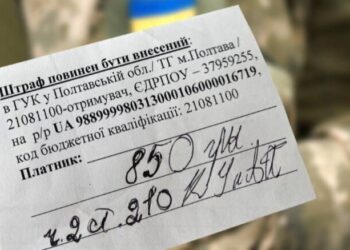 Штраф повинен бути внесений:
в ГУК у Полтавській обл./ ТГ м.Полтава/
21081100-отримувач, ЄДРПОУ – 37959255,
на р/р UA 988999980313000106000016719,
код бюджетної кваліфікації: 21081100
Платник:
850 грн
ч.2 ст. 210 КУпАП